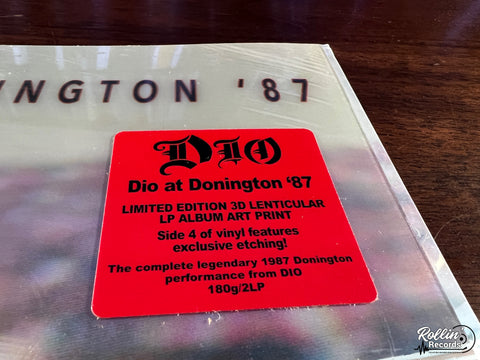 NINGTON '87
DIO
Dio at Donington '87
LIMITED EDITION 3D LENTICULAR
LP ALBUM ART PRINT
Side 4 of vinyl features
exclusive etching!
The complete legendary 1987 Donington
performance from DIO
180g/2LP
Rollin'
Records